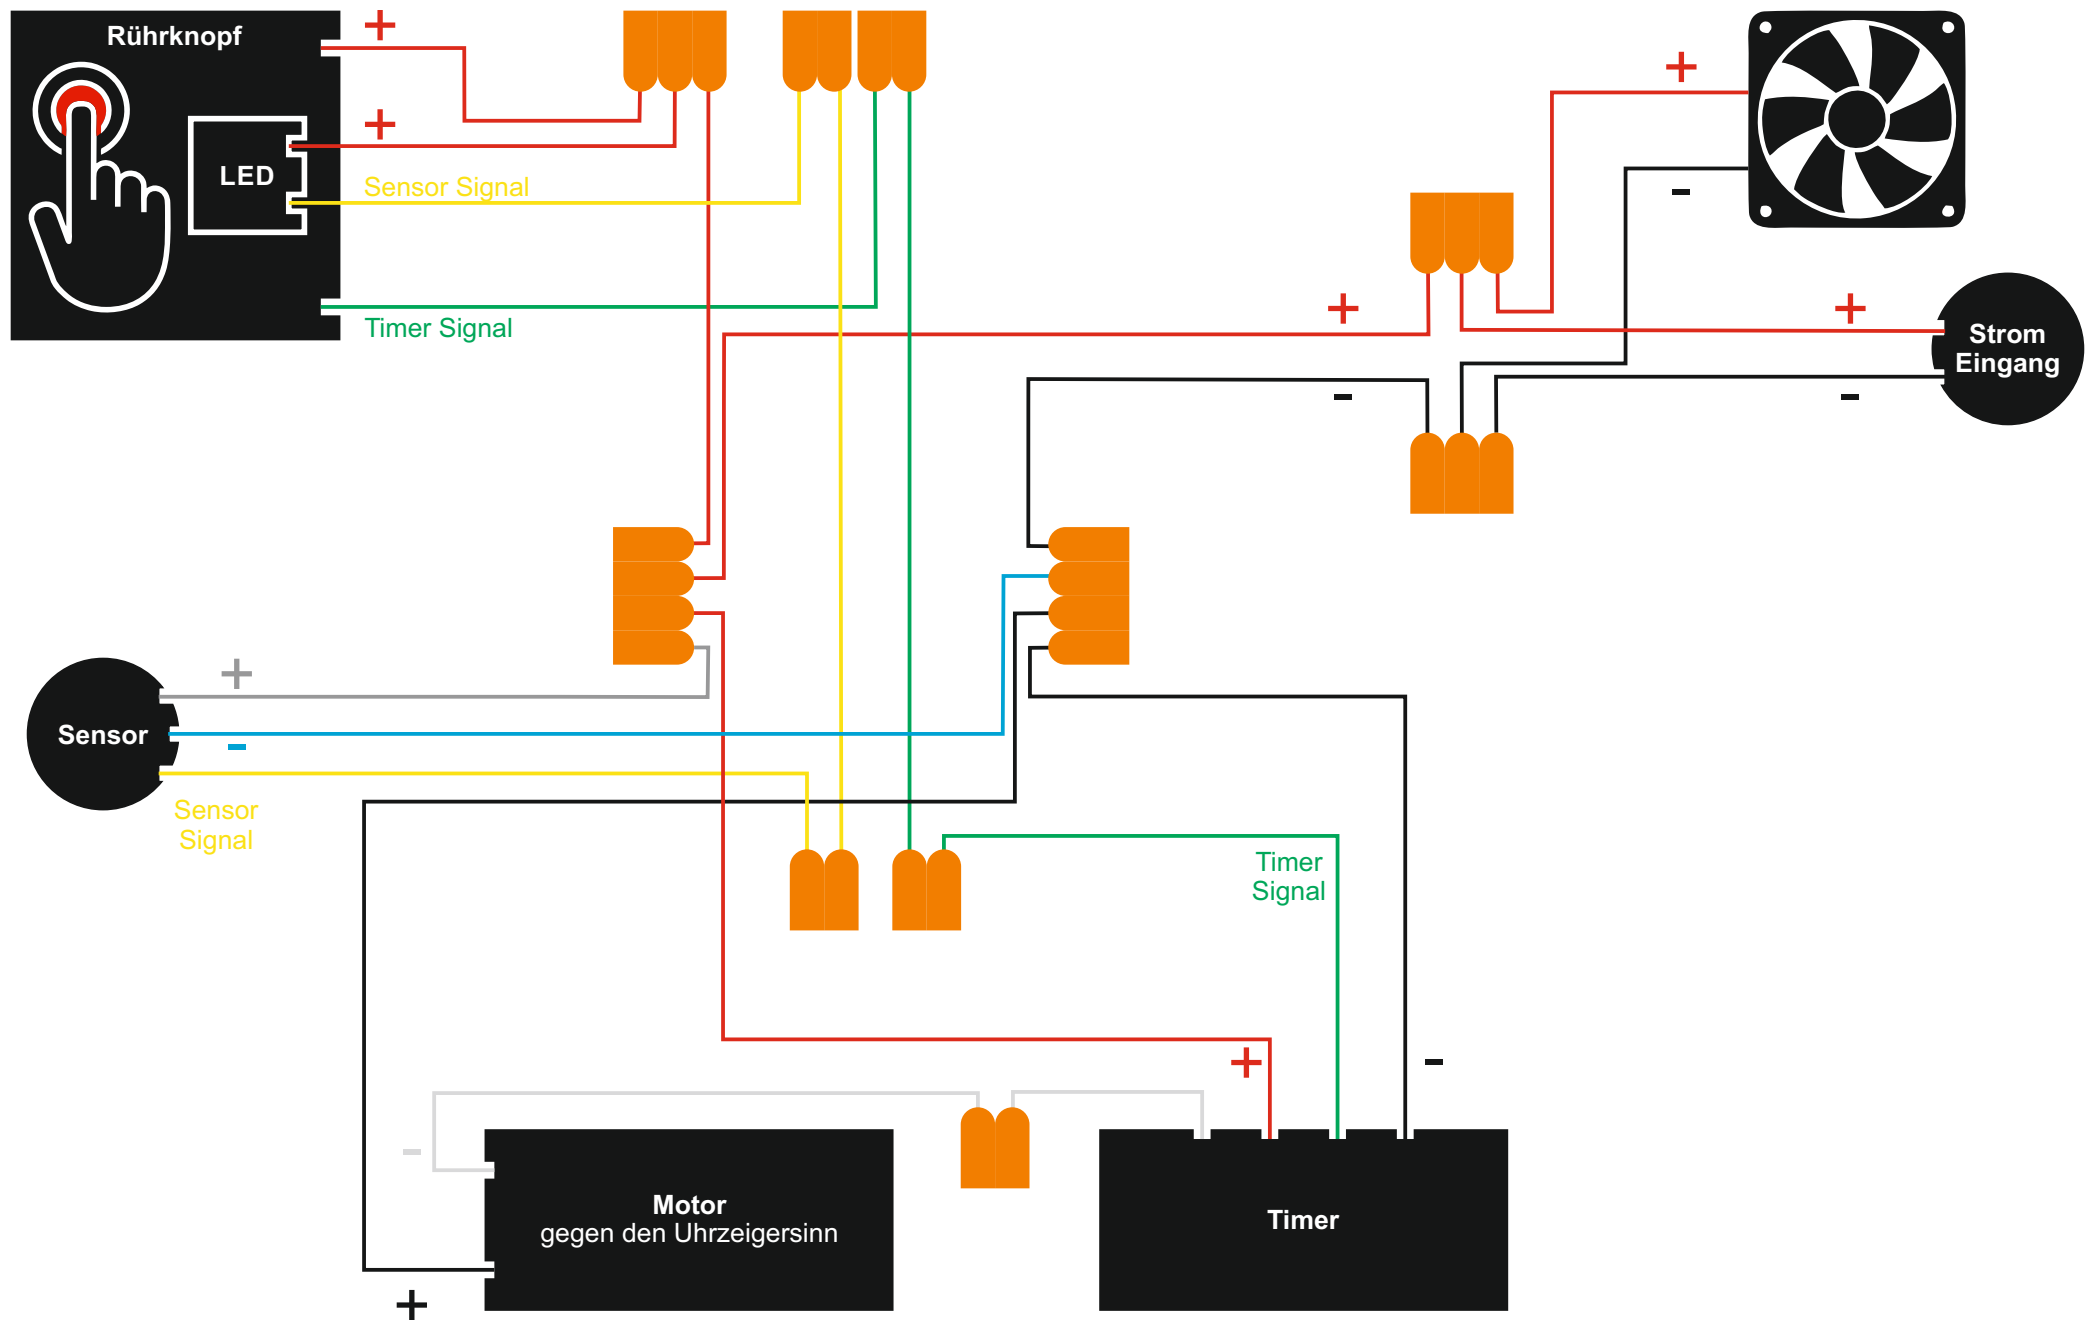 Rührknopf
+
+
LED
Sensor Signal
Timer Signal
+
-
+
+
Strom
Eingang
-
-
+
Sensor
-
Sensor
Signal
Timer
Signal
+
-
-
Motor
gegen den Uhrzeigersinn
Timer
+